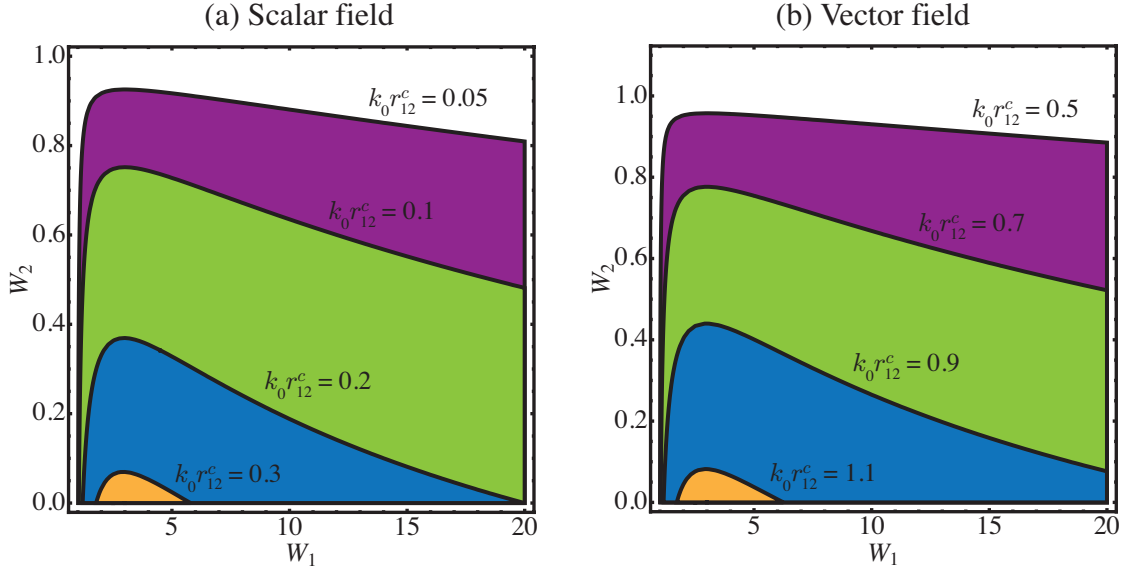 (a) Scalar field
1.0
0.8
0.6
0.4
0.2
0.0
W₂
k₀r₁₂ᶜ = 0.05
k₀r₁₂ᶜ = 0.1
k₀r₁₂ᶜ = 0.2
k₀r₁₂ᶜ = 0.3
5 10 15 20
W₁
(b) Vector field
1.0
0.8
0.6
0.4
0.2
0.0
W₂
k₀r₁₂ᶜ = 0.5
k₀r₁₂ᶜ = 0.7
k₀r₁₂ᶜ = 0.9
k₀r₁₂ᶜ = 1.1
5 10 15 20
W₁